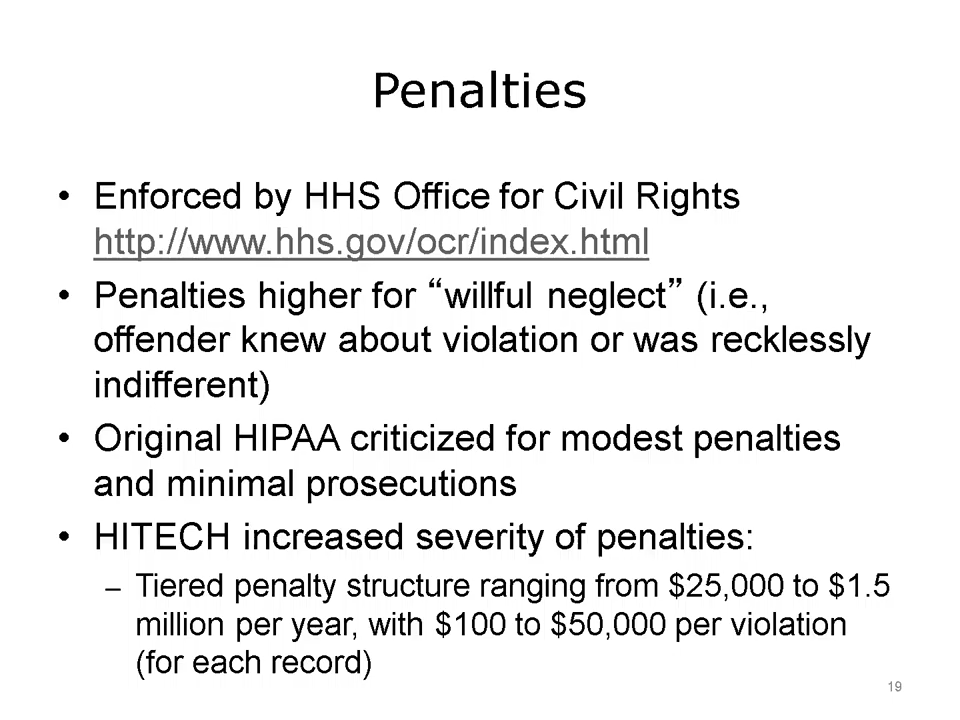 Penalties
• Enforced by HHS Office for Civil Rights
http://www.hhs.gov/ocr/index.html
• Penalties higher for “willful neglect” (i.e.,
offender knew about violation or was recklessly
indifferent)
• Original HIPAA criticized for modest penalties
and minimal prosecutions
• HITECH increased severity of penalties:
– Tiered penalty structure ranging from $25,000 to $1.5
million per year, with $100 to $50,000 per violation
(for each record)
19